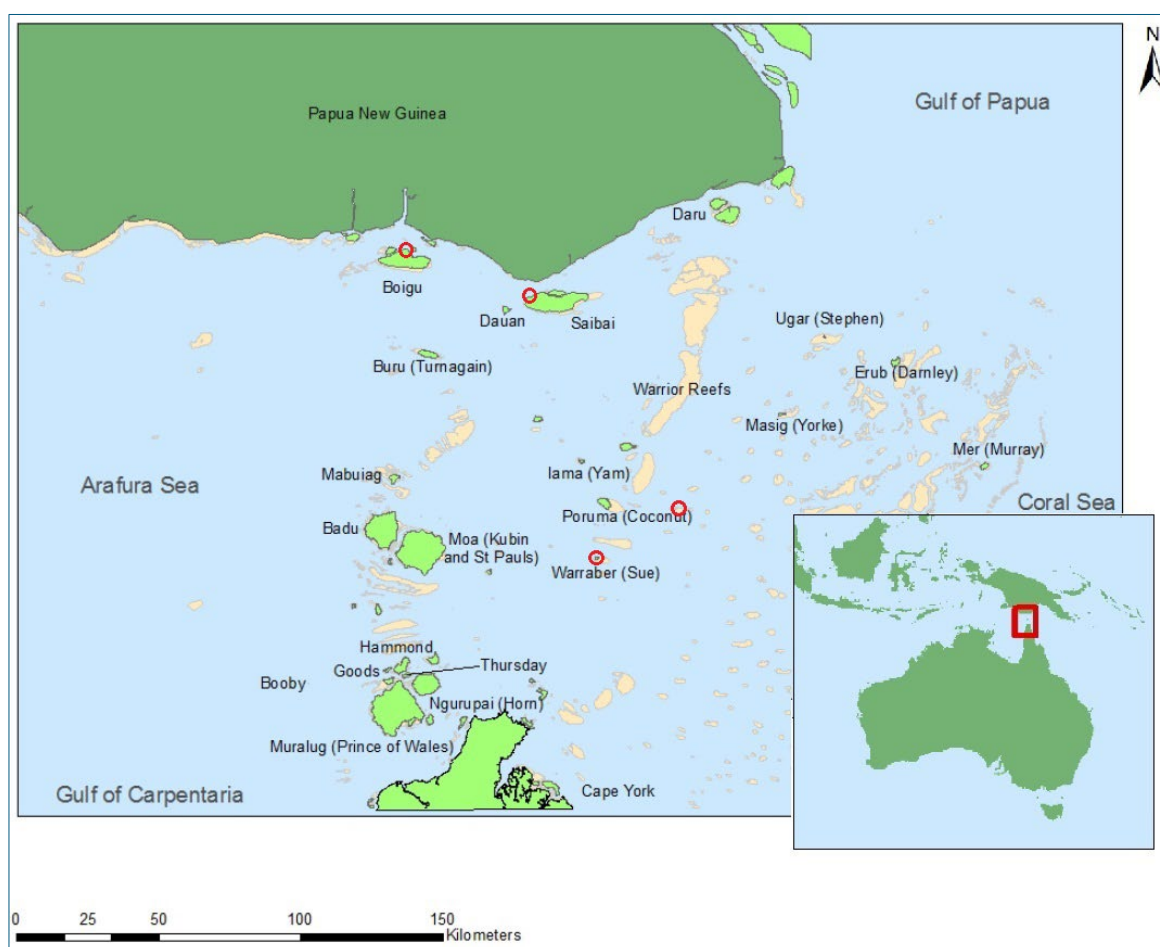 N
Gulf of Papua
Papua New Guinea
Daru
Boigu
Dauan
Saibai
Ugar (Stephen)
Buru (Turnagain)
Erub (Darnley)
Warrior Reefs
Masig (Yorke)
Mer (Murray)
Iama (Yam)
Mabuiag
Arafura Sea
Coral Sea
Poruma (Coconut)
Badu
Moa (Kubin
and St Pauls)
Warraber (Sue)
Hammond
Thursday
Goods
Booby
Ngurupai (Horn)
Muralug (Prince of Wales)
Gulf of Carpentaria
Cape York
0 25 50 100 150
Kilometers